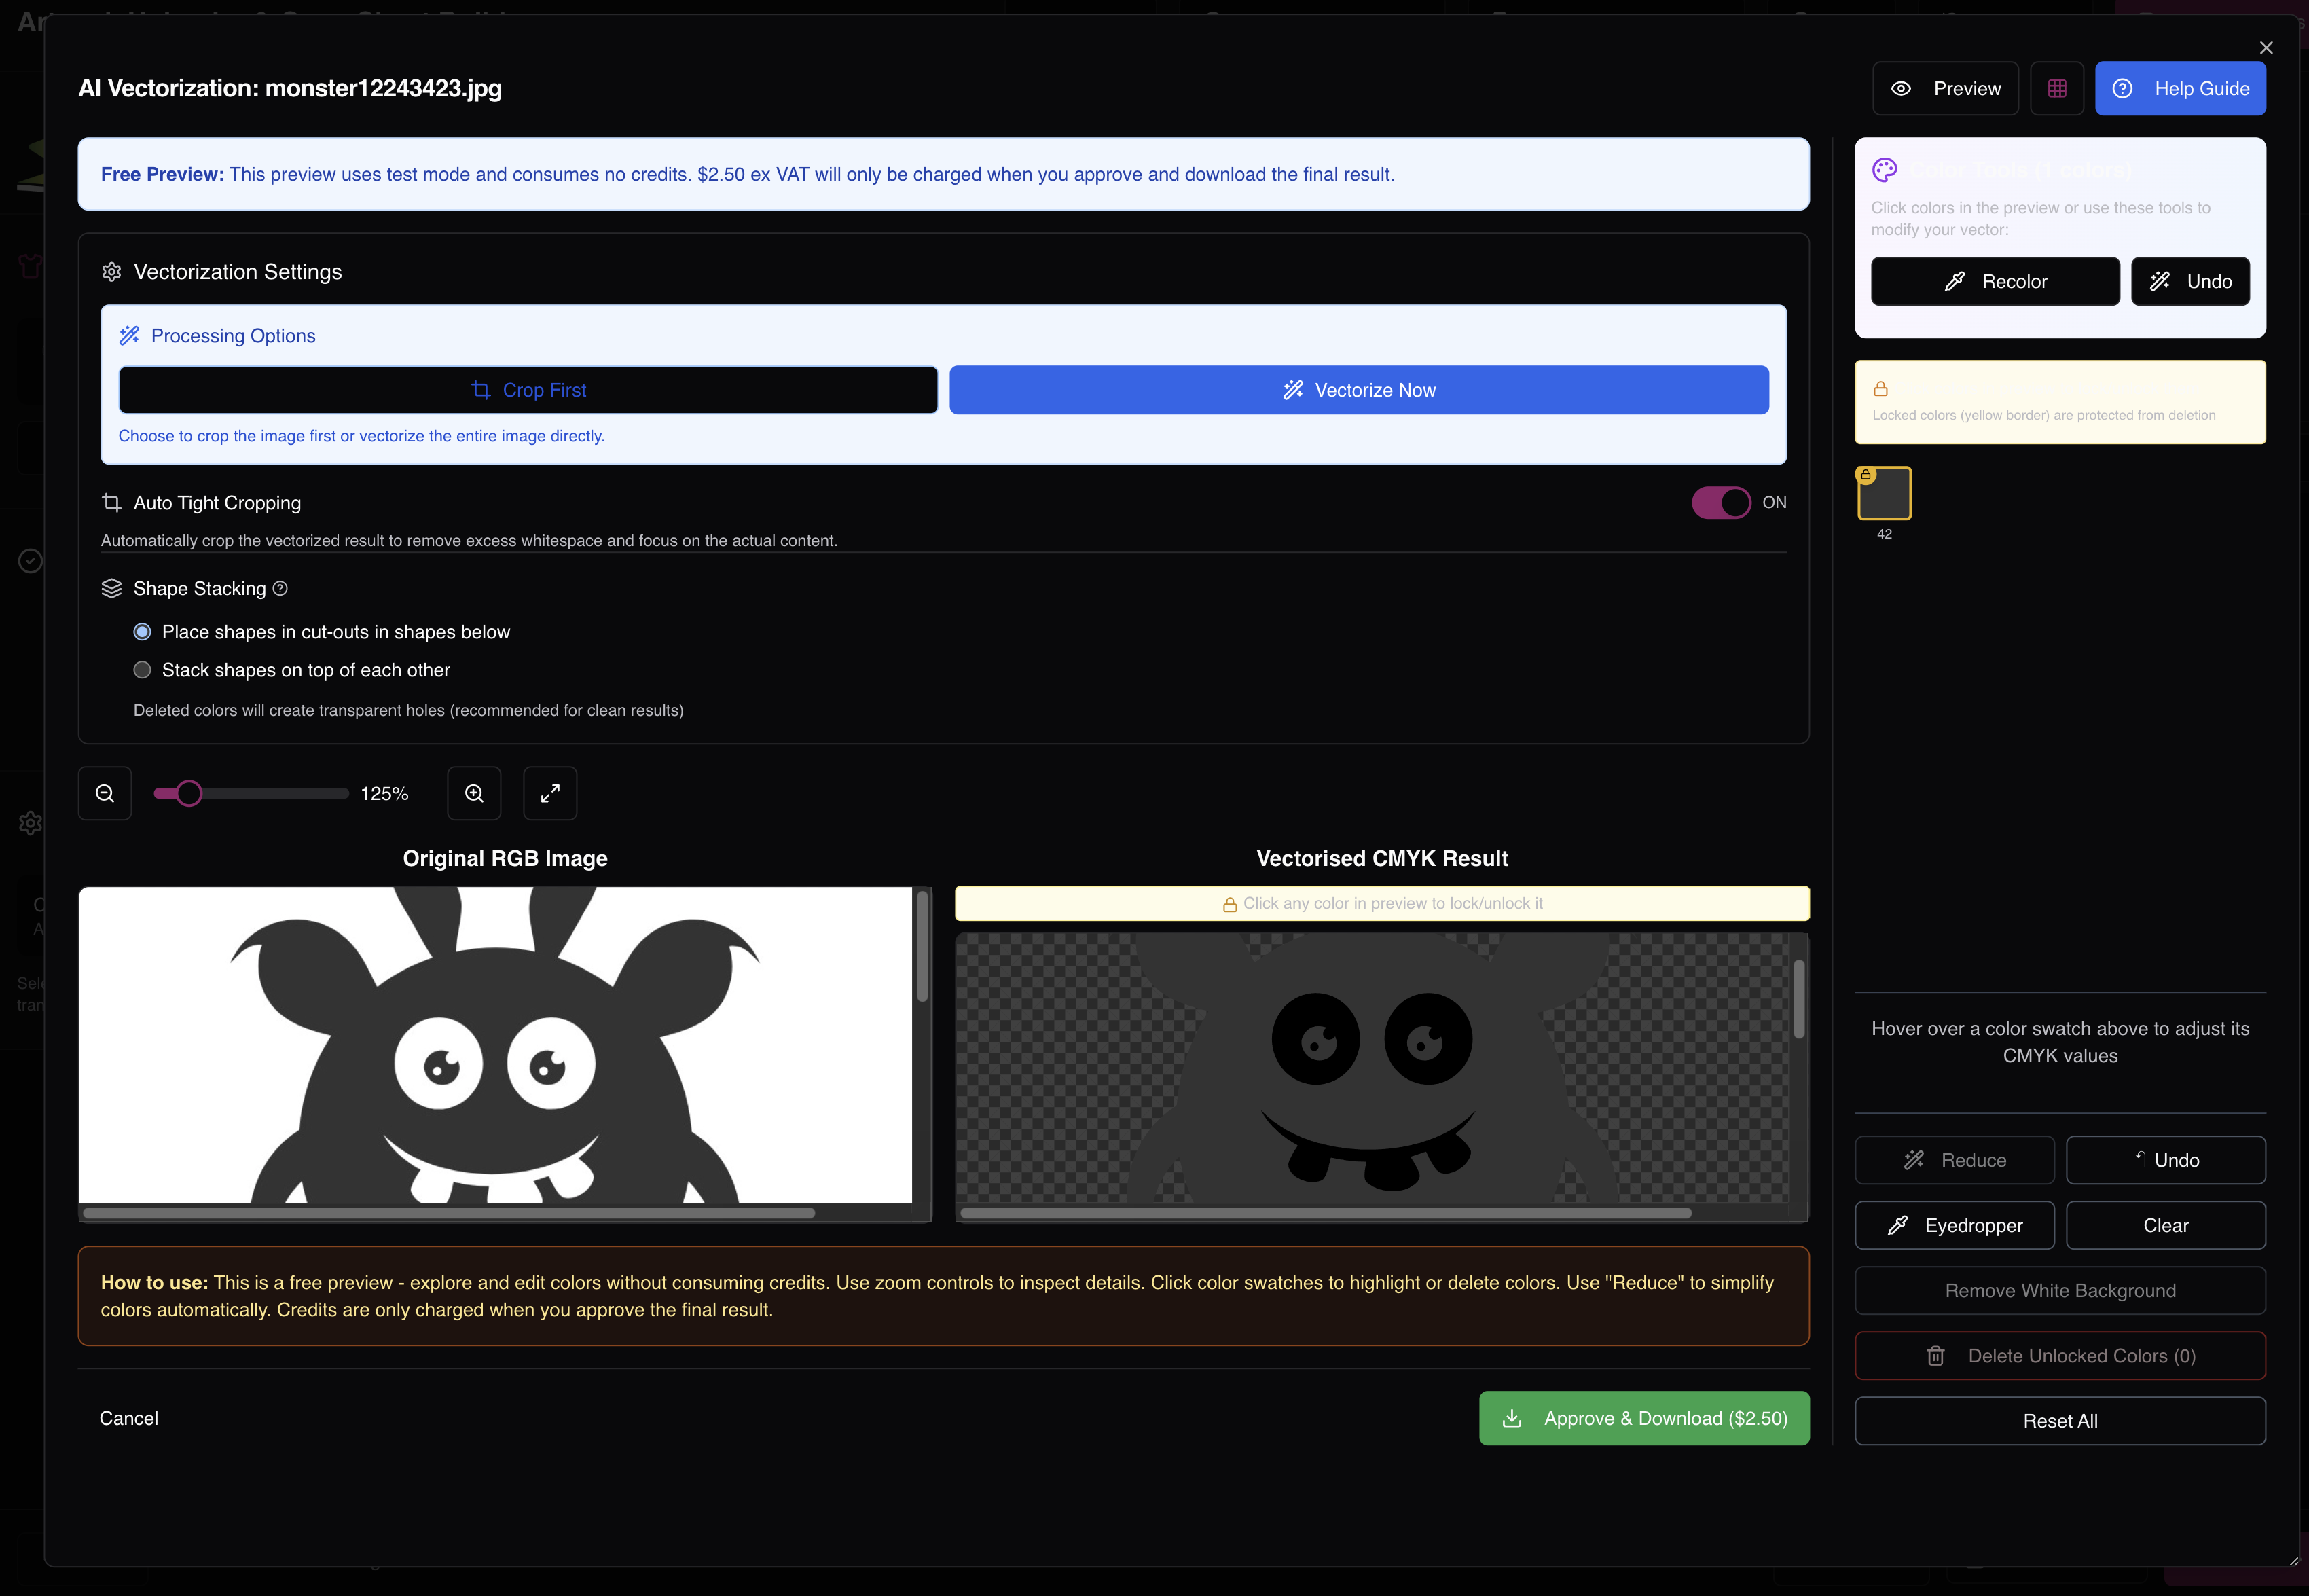 AI Vectorization: monster12243423.jpg
Preview
Help Guide
Free Preview: This preview uses test mode and consumes no credits. $2.50 ex VAT will only be charged when you approve and download the final result.
Vectorization Settings
Processing Options
Crop First
Vectorize Now
Choose to crop the image first or vectorize the entire image directly.
Auto Tight Cropping
ON
Automatically crop the vectorized result to remove excess whitespace and focus on the actual content.
Shape Stacking
Place shapes in cut-outs in shapes below
Stack shapes on top of each other
Deleted colors will create transparent holes (recommended for clean results)
125%
Original RGB Image
Vectorised CMYK Result
Click any color in preview to lock/unlock it
How to use: This is a free preview - explore and edit colors without consuming credits. Use zoom controls to inspect details. Click color swatches to highlight or delete colors. Use "Reduce" to simplify
colors automatically. Credits are only charged when you approve the final result.
Cancel
Approve & Download ($2.50)
Color Tools (1 colors)
Click colors in the preview or use these tools to
modify your vector:
Recolor
Undo
Locked colors (yellow border) are protected from deletion
42
Hover over a color swatch above to adjust its
CMYK values
Reduce
Undo
Eyedropper
Clear
Remove White Background
Delete Unlocked Colors (0)
Reset All